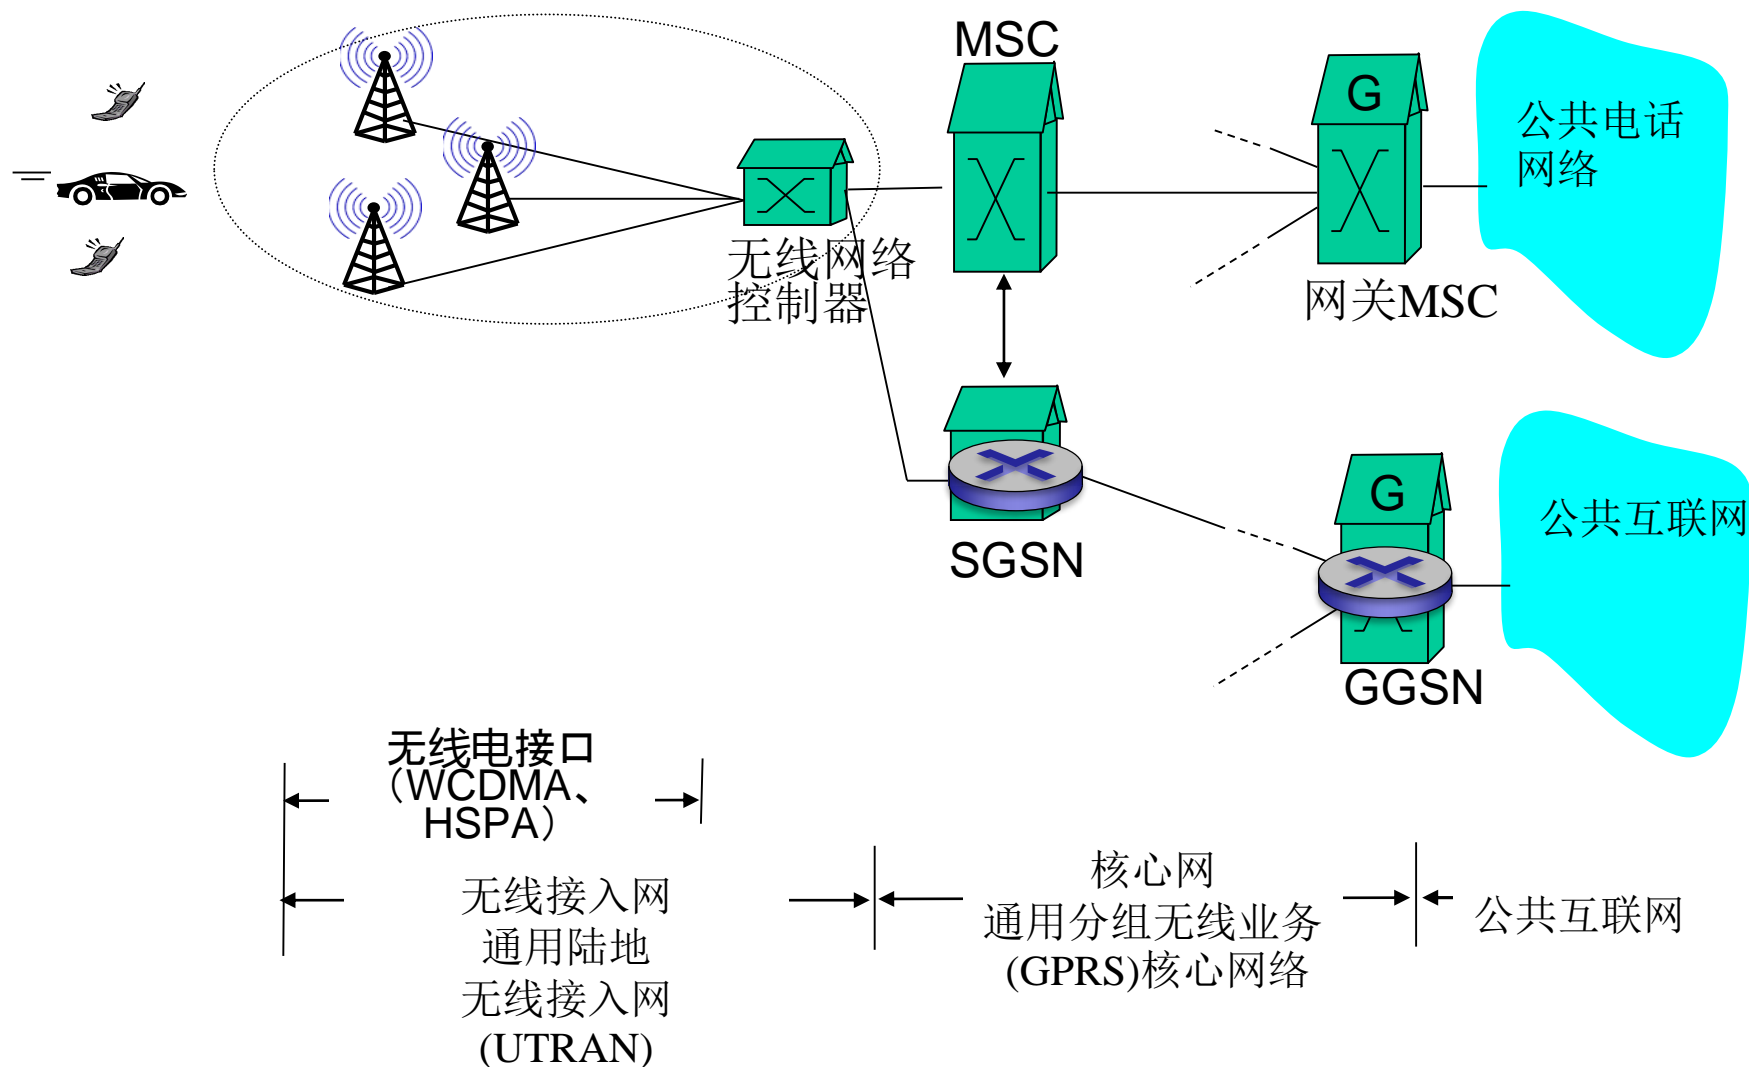 MSC
G
公共电话
网络
无线网络
控制器
网关MSC
SGSN
G
公共互联网
GGSN
无线电接口
（WCDMA、
HSPA）
无线接入网
通用陆地
无线接入网
(UTRAN)
核心网
通用分组无线业务
(GPRS)核心网络
公共互联网